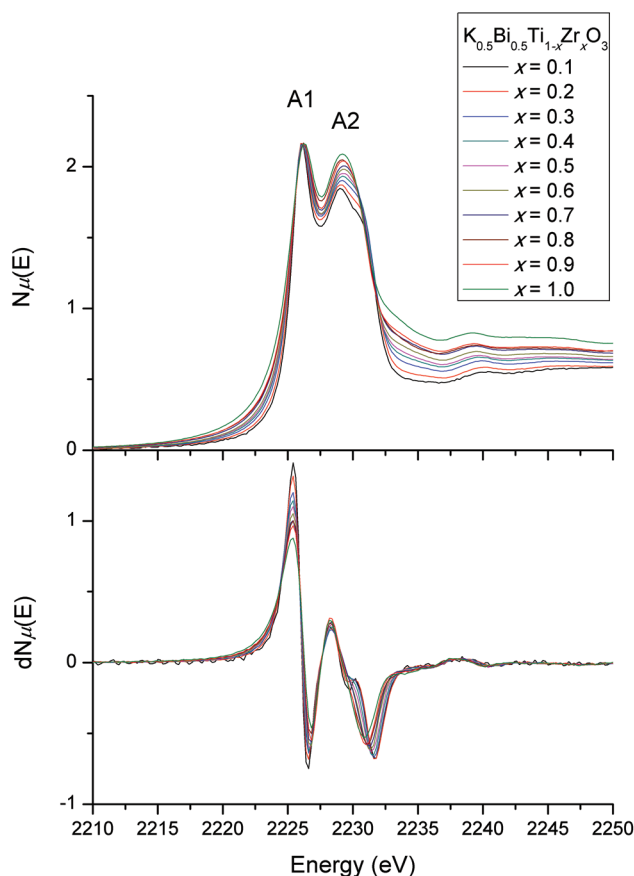 K0.5Bi0.5Ti1-xZrxO3
x = 0.1
x = 0.2
x = 0.3
x = 0.4
x = 0.5
x = 0.6
x = 0.7
x = 0.8
x = 0.9
x = 1.0
A1
A2
2
1
0
Nμ(E)
1
0
-1
dNμ(E)
2210 2215 2220 2225 2230 2235 2240 2245 2250
Energy (eV)